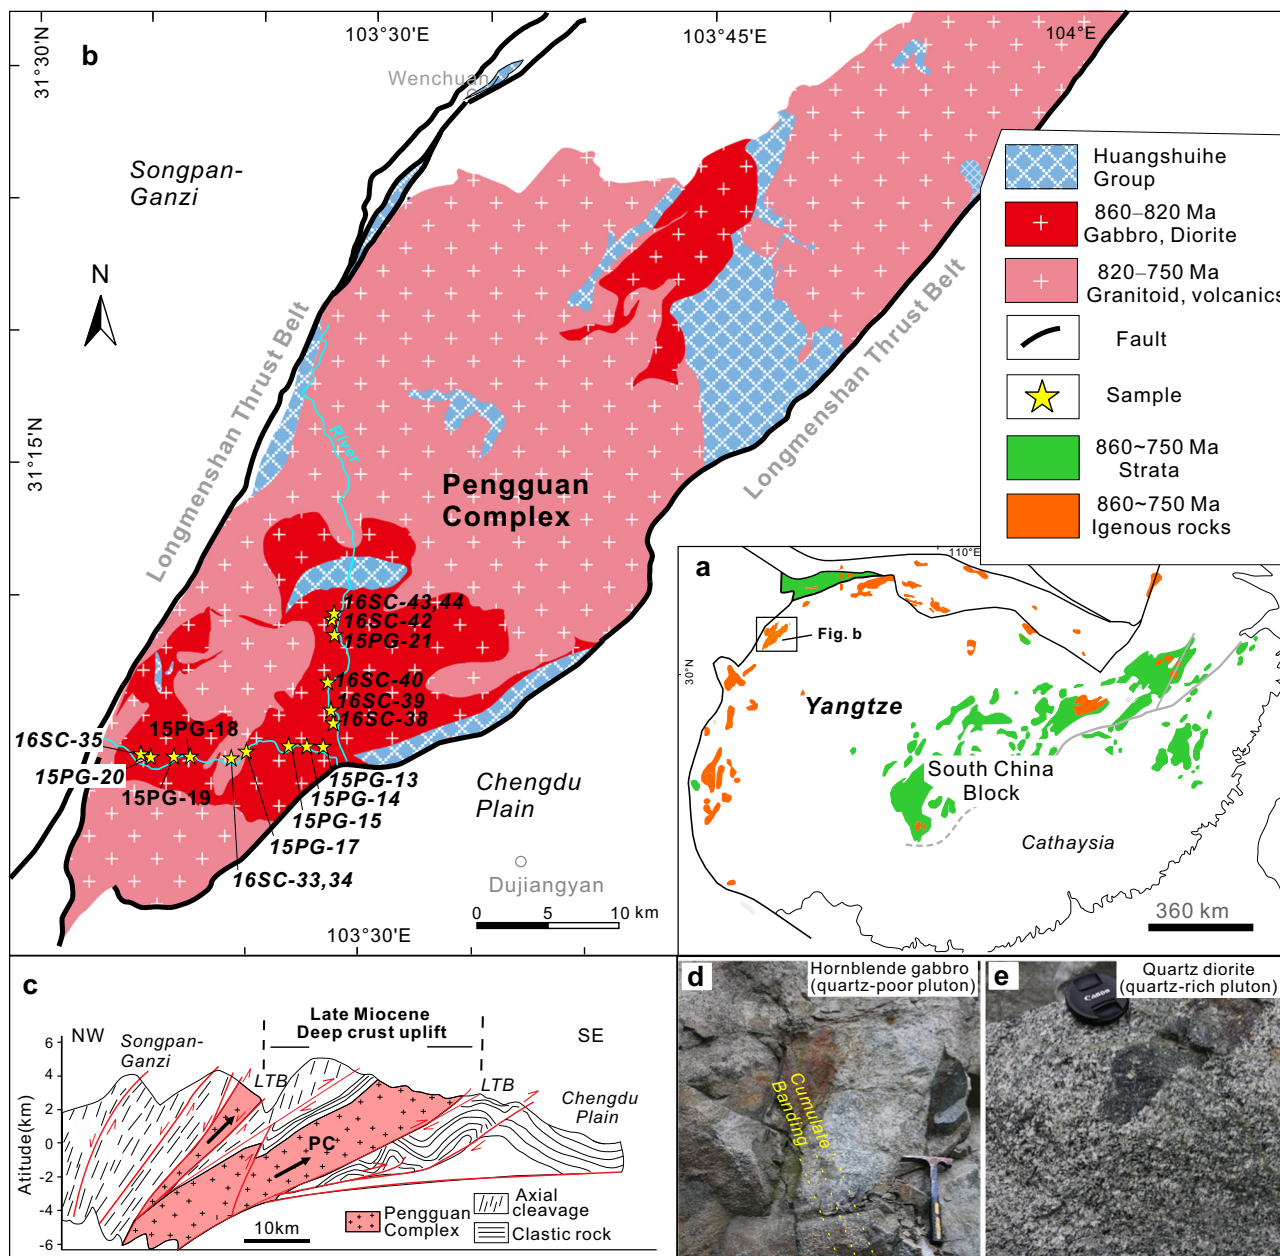 b
103°30'E
103°45'E
104°E
31°30'N
Wenchuan
Songpan-
Ganzi
N
Longmenshan Thrust Belt
River
31°15'N
Pengguan
Complex
Longmenshan Thrust Belt
Huangshuihe
Group
860–820 Ma
Gabbro, Diorite
820–750 Ma
Granitoid, volcanics
Fault
Sample
860~750 Ma
Strata
860~750 Ma
Igenous rocks
16SC-43,44
16SC-42
15PG-21
16SC-40
16SC-39
16SC-38
15PG-18
16SC-35
15PG-20
15PG-19
15PG-13
15PG-14
15PG-15
15PG-17
16SC-33,34
Chengdu
Plain
Dujiangyan
0 5 10 km
103°30'E
a
110°E
Fig. b
30°N
Yangtze
South China
Block
Cathaysia
360 km
c
NW
Late Miocene
Deep crust uplift
SE
Songpan-
Ganzi
LTB
LTB
Chengdu
Plain
PC
Atitude(km)
6
4
2
0
-2
-4
-6
10km
Pengguan
Complex
Axial
cleavage
Clastic rock
d
Hornblende gabbro
(quartz-poor pluton)
Cumulate
Banding
e
Quartz diorite
(quartz-rich pluton)
Canon